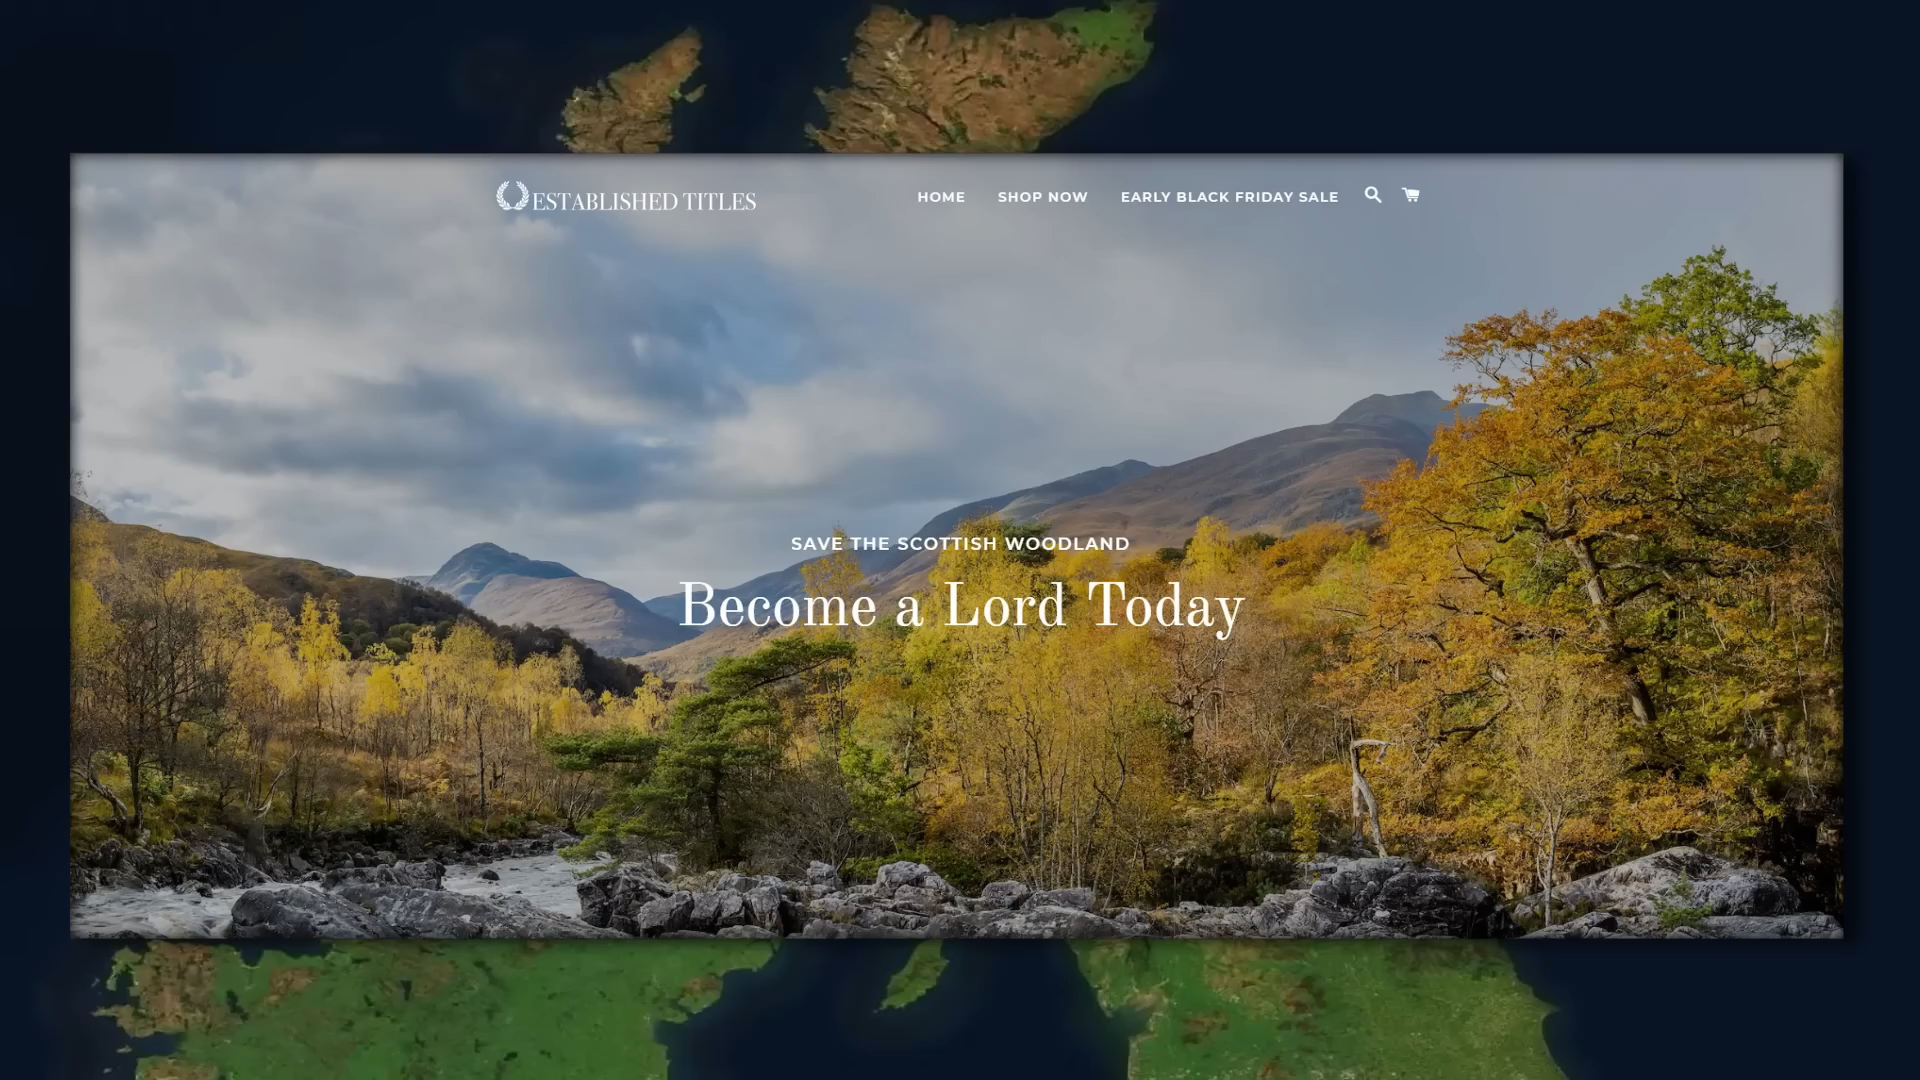 ESTABLISHED TITLES
HOME
SHOP NOW
EARLY BLACK FRIDAY SALE
SAVE THE SCOTTISH WOODLAND
Become a Lord Today